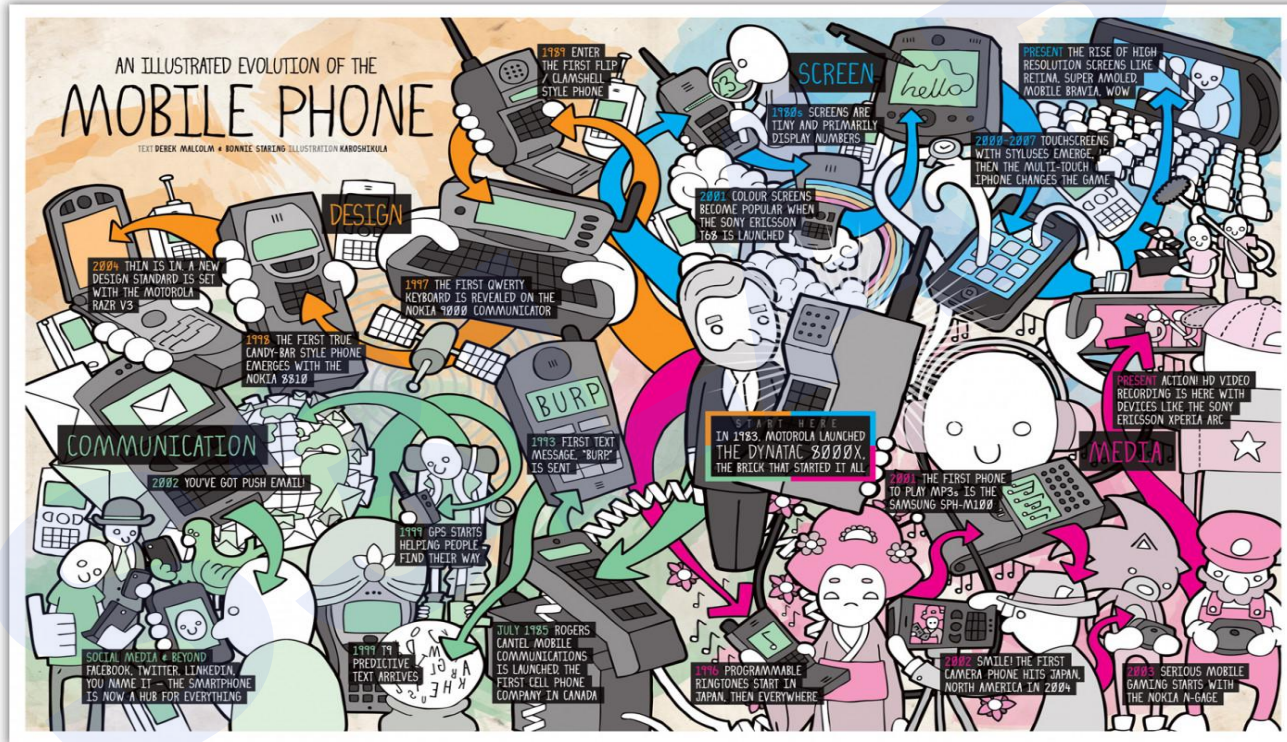 AN ILLUSTRATED EVOLUTION OF THE
MOBILE PHONE
TEXT DEREK MALCOLM & BONNIE STARING ILLUSTRATION KABOSHIKULA
DESIGN
1989 ENTER
THE FIRST FLIP
/ CLAMSHELL
STYLE PHONE
1997 THE FIRST QWERTY
KEYBOARD IS REVEALED ON THE
NOKIA 9000 COMMUNICATOR
1998 THE FIRST TRUE
CANDY-BAR STYLE PHONE
EMERGES WITH THE
NOKIA 8810
2004 THIN IS IN. A NEW
DESIGN STANDARD IS SET
WITH THE MOTOROLA
RAZR V3
SCREEN
123
hello
1980s SCREENS ARE
TINY AND PRIMARILY
DISPLAY NUMBERS
2001 COLOUR SCREENS
BECOME POPULAR WHEN
THE SONY ERICSSON
T68 IS LAUNCHED
2000-2007 TOUCHSCREENS
WITH STYLUSES EMERGE,
THEN THE MULTI-TOUCH
IPHONE CHANGES THE GAME
PRESENT THE RISE OF HIGH
RESOLUTION SCREENS LIKE
RETINA, SUPER AMOLED,
MOBILE BRAVIA. WOW
START HERE
IN 1983, MOTOROLA LAUNCHED
THE DYNATAC 8000X,
THE BRICK THAT STARTED IT ALL
COMMUNICATION
JULY 1985 ROGERS
CANTEL MOBILE
COMMUNICATIONS
IS LAUNCHED, THE
FIRST CELL PHONE
COMPANY IN CANADA
BURP
1993 FIRST TEXT
MESSAGE, "BURP,"
IS SENT
1999 GPS STARTS
HELPING PEOPLE
FIND THEIR WAY
1999 T9
PREDICTIVE
TEXT ARRIVES
2002 YOU'VE GOT PUSH EMAIL!
GOD
SOCIAL MEDIA & BEYOND
FACEBOOK, TWITTER, LINKEDIN,
YOU NAME IT — THE SMARTPHONE
IS NOW A HUB FOR EVERYTHING
MEDIA
1996 PROGRAMMABLE
RINGTONES START IN
JAPAN, THEN EVERYWHERE
2001 THE FIRST PHONE
TO PLAY MP3s IS THE
SAMSUNG SPH-M100
2002 SMILE! THE FIRST
CAMERA PHONE HITS JAPAN,
NORTH AMERICA IN 2004
2003 SERIOUS MOBILE
GAMING STARTS WITH
THE NOKIA N-GAGE
PRESENT ACTION! HD VIDEO
RECORDING IS HERE WITH
DEVICES LIKE THE SONY
ERICSSON XPERIA ARC